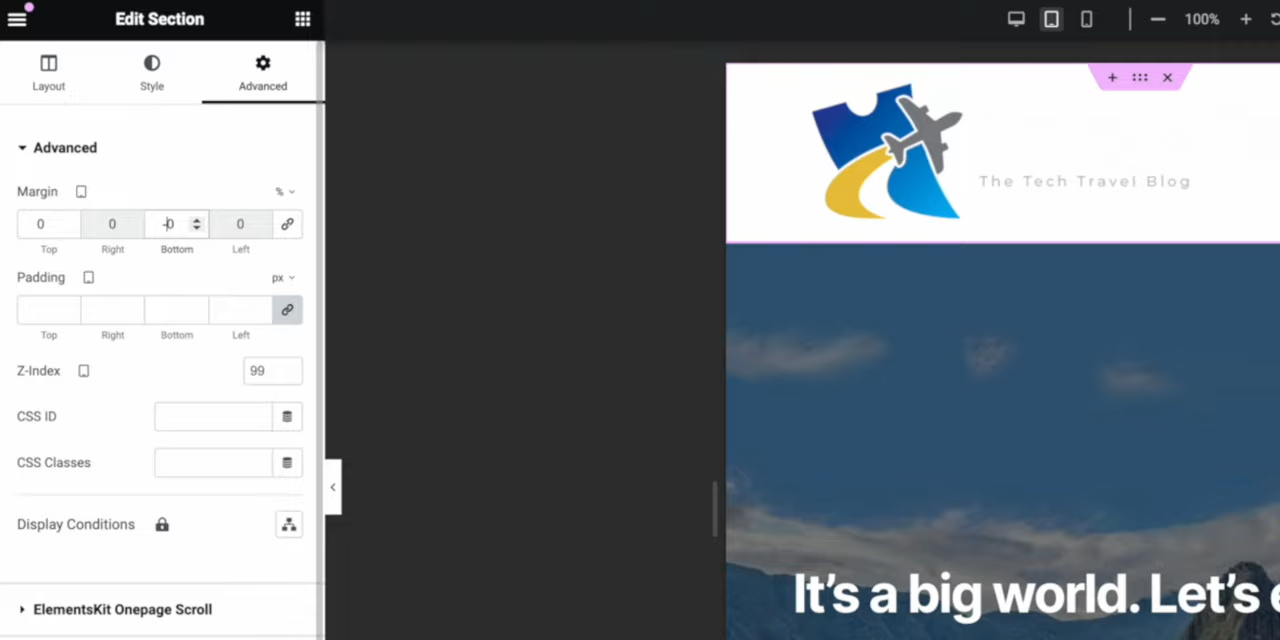 Edit Section
100%
Layout
Style
Advanced
Advanced
Margin
%
0
0
-0
0
Top
Right
Bottom
Left
Padding
px
Top
Right
Bottom
Left
Z-Index
99
CSS ID
CSS Classes
Display Conditions
ElementsKit Onepage Scroll
The Tech Travel Blog
It's a big world. Let's e